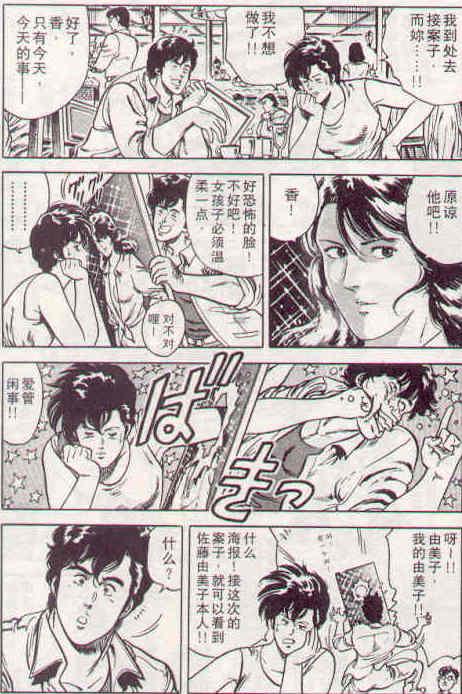 我到处去
接案子，
而妳……!!
我不想
做了!!
好了，
香，
只有今天，
今天的事──
原谅
他吧!!
香！
好恐怖的脸！
不好吧！
女孩子必须温
柔一点，
对不对
哩─
…………
…………
ばきっ
爱管
闲事!!
呀─!!
由美子，
我的由美子!!
什么
海报！接这次的
案子，就可以看到
佐藤由美子本人!!
什么？